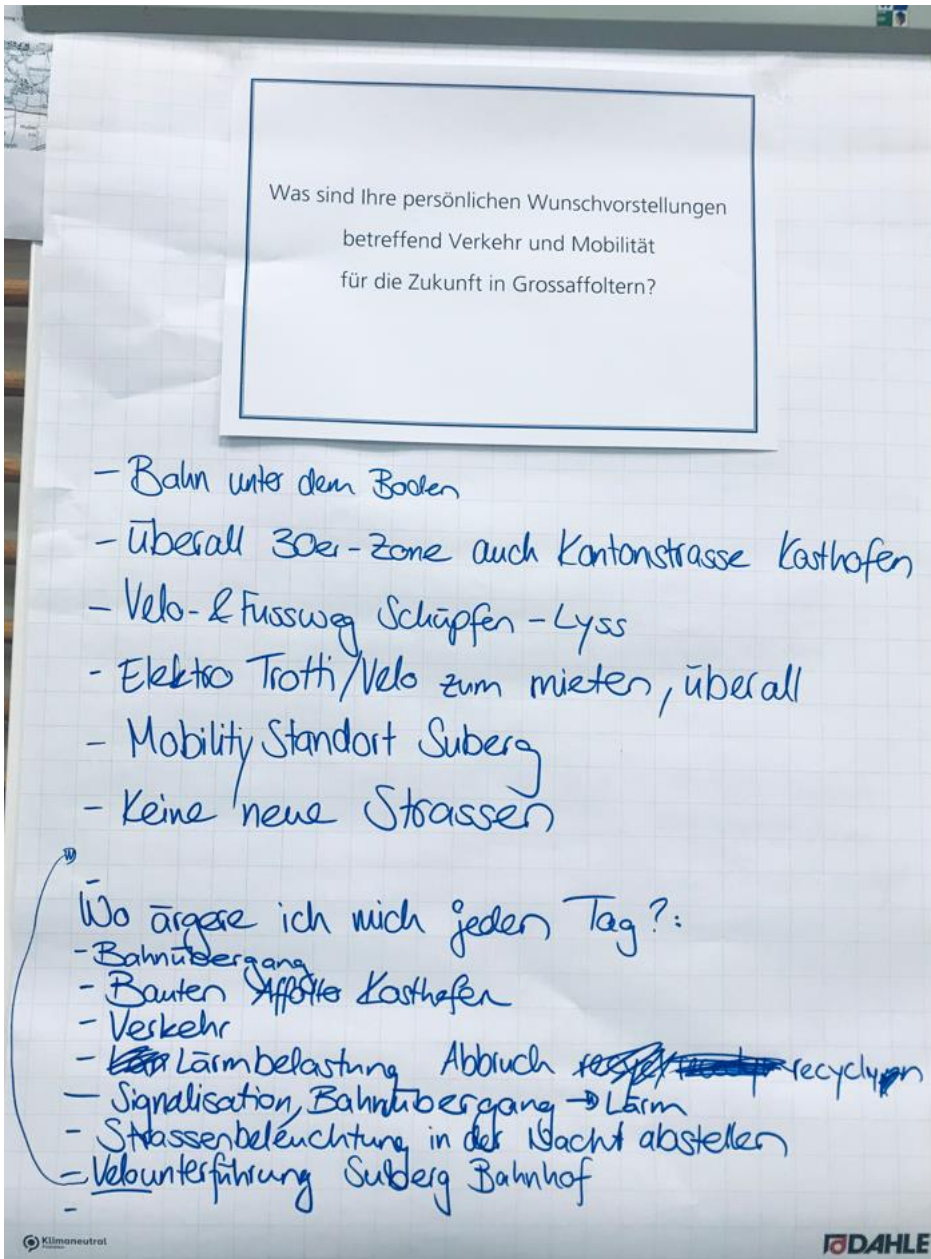 Was sind Ihre persönlichen Wunschvorstellungen
betreffend Verkehr und Mobilität
für die Zukunft in Grossaffoltern?
- Bahn unter dem Boden
- überall 30er-Zone auch Kantonstrasse Kosthofen
- Velo- & Fussweg Schüpfen - Lyss
- Elektro Trotti/Velo zum mieten, überall
- Mobility Standort Suberg
- Keine neue Strassen
W
-
Wo ärgere ich mich jeden Tag?:
- Bahnübergang
- Bauten Kosthofen
- Verkehr
- Lärmbelastung Abbruch recyclen
- Signalisation, Bahnübergang → Lärm
- Strassenbeleuchtung in der Nacht abstellen
- Velounterführung Suberg Bahnhof
-
Klimaneutral
DAHLE